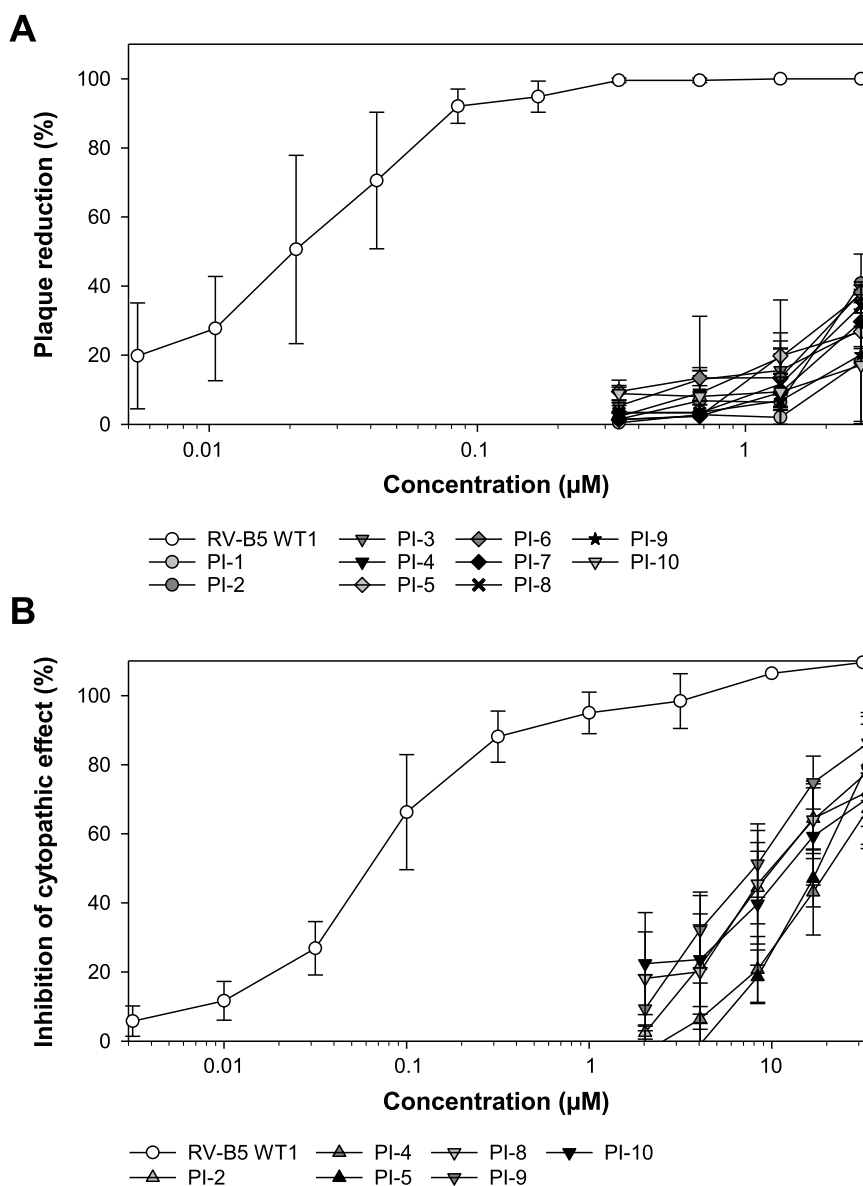 A
Plaque reduction (%)
100
80
60
40
20
0
0.01 0.1 1
Concentration (µM)
RV-B5 WT1 PI-3 PI-6 PI-9
PI-1 PI-4 PI-7 PI-10
PI-2 PI-5 PI-8
B
Inhibition of cytopathic effect (%)
100
80
60
40
20
0
0.01 0.1 1 10
Concentration (µM)
RV-B5 WT1 PI-4 PI-8 PI-10
PI-2 PI-5 PI-9